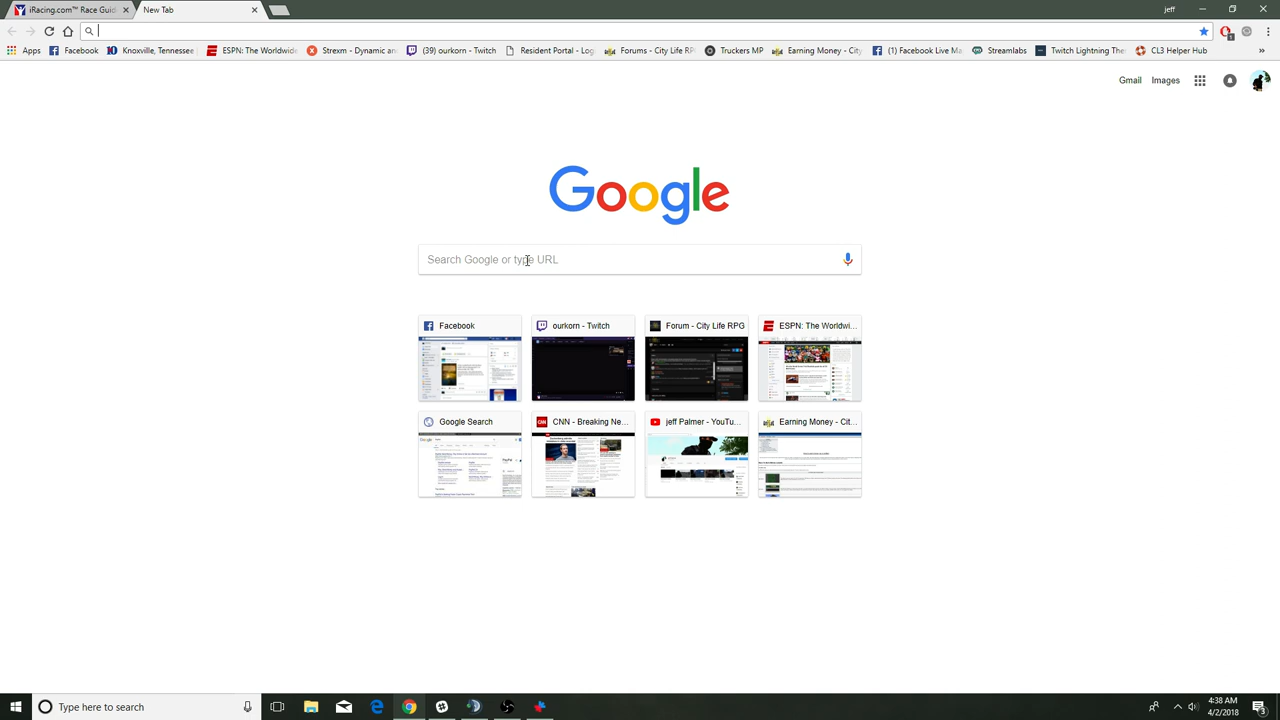 iRacing.com™ Race Guid
New Tab
jeff
Apps
Facebook
Knoxville, Tennessee
ESPN: The Worldwide
Strexm - Dynamic an
(39) ourkorn - Twitch
Resident Portal - Log
Forums - City Life RP
Truckers MP
Earning Money - City
(1) Facebook Live Ma
Streamlabs
Twitch Lightning The
CL3 Helper Hub
Gmail
Images
Google
Search Google or type URL
Facebook
ourkorn - Twitch
Forum - City Life RPG
ESPN: The Worldwi...
Google Search
CNN - Breaking Ne...
jeff Palmer - YouTu...
Earning Money - Cit...
Type here to search
4:38 AM
4/2/2018
3